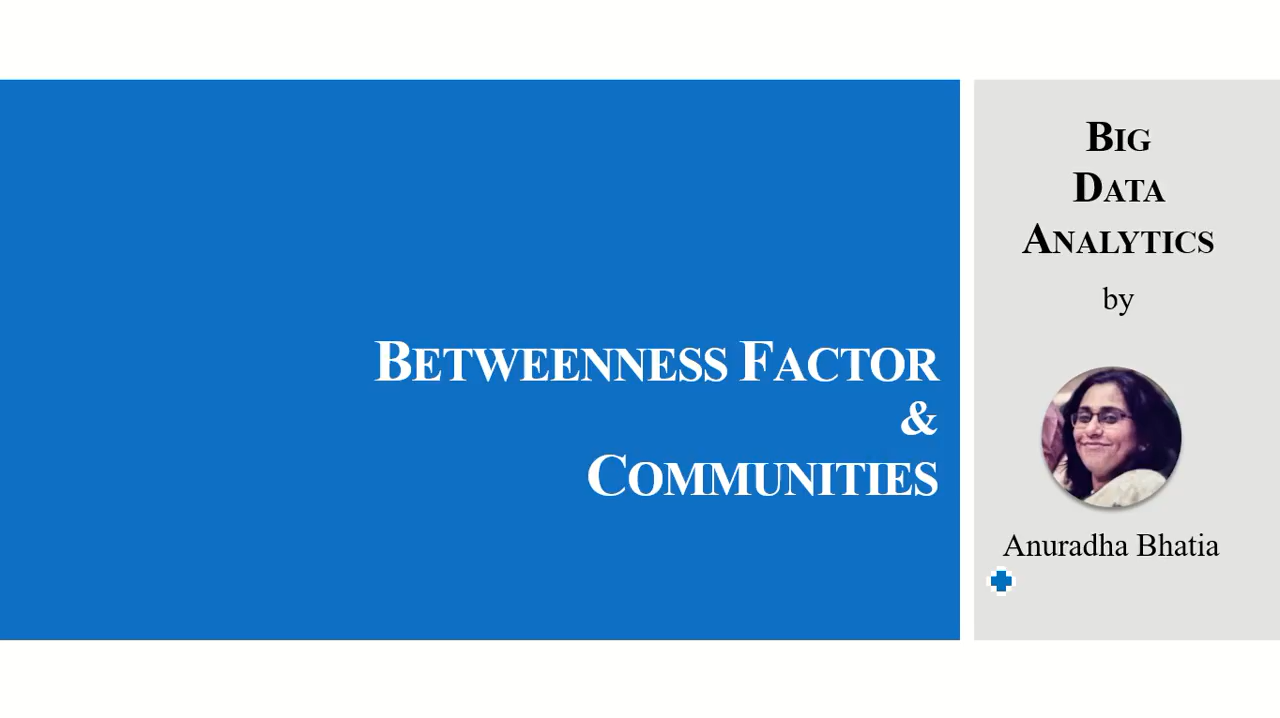 BETWEENNESS FACTOR
&
COMMUNITIES
BIG
DATA
ANALYTICS
by
Anuradha Bhatia